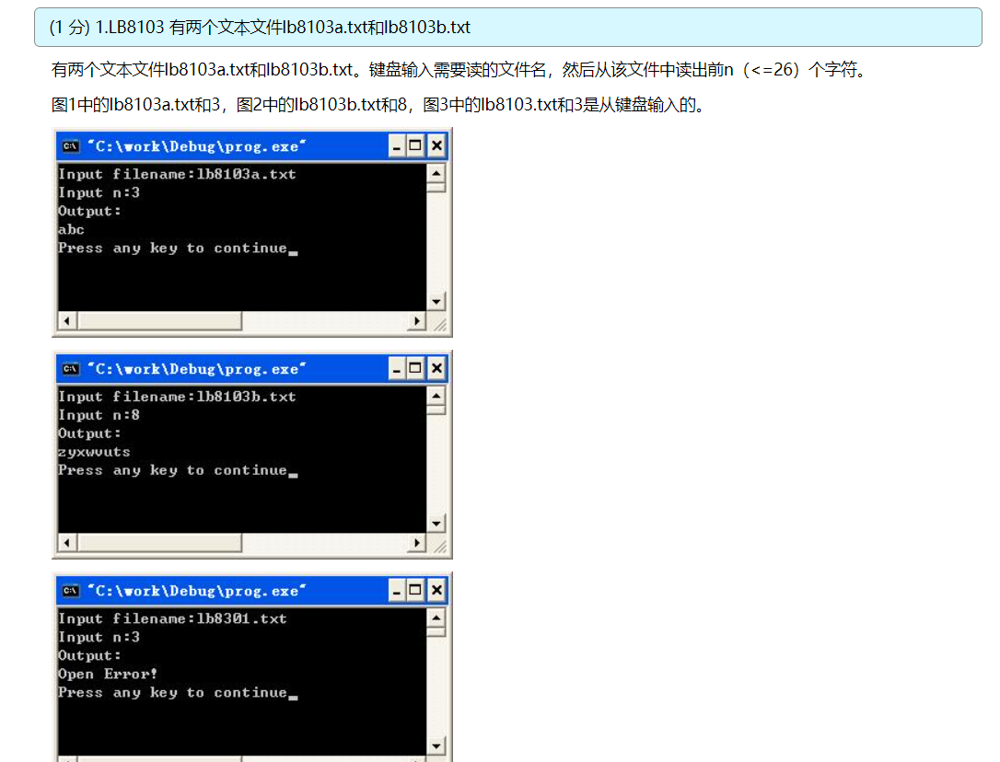 (1 分) 1.LB8103 有两个文本文件lb8103a.txt和lb8103b.txt
有两个文本文件lb8103a.txt和lb8103b.txt。键盘输入需要读的文件名，然后从该文件中读出前n（<=26）个字符。
图1中的lb8103a.txt和3，图2中的lb8103b.txt和8，图3中的lb8103.txt和3是从键盘输入的。
"C:\work\Debug\prog.exe"
Input filename:lb8103a.txt
Input n:3
Output:
abc
Press any key to continue_
"C:\work\Debug\prog.exe"
Input filename:lb8103b.txt
Input n:8
Output:
zyxwvuts
Press any key to continue_
"C:\work\Debug\prog.exe"
Input filename:lb8301.txt
Input n:3
Output:
Open Error!
Press any key to continue_